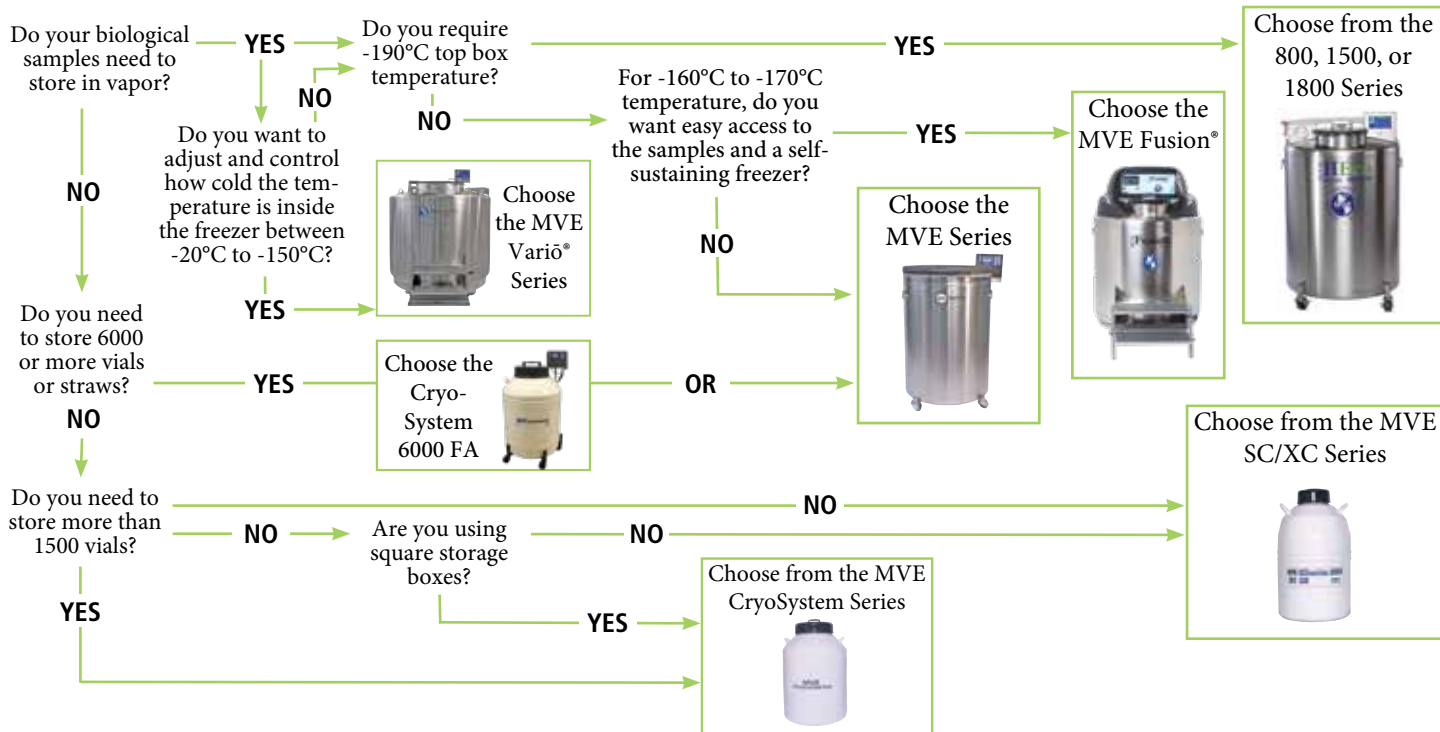 Do your biological
samples need to
store in vapor?
YES
Do you require
-190°C top box
temperature?
YES
Choose from the
800, 1500, or
1800 Series
NO
NO
For -160°C to -170°C
temperature, do you
want easy access to
the samples and a self-
sustaining freezer?
YES
Choose the
MVE Fusion®
Do you want to
adjust and control
how cold the tem-
perature is inside
the freezer between
-20°C to -150°C?
NO
Choose
the MVE
Variō®
Series
YES
NO
Choose the
MVE Series
Do you need
to store 6000
or more vials
or straws?
YES
Choose the
Cryo-
System
6000 FA
OR
NO
Choose from the MVE
SC/XC Series
Do you need to
store more than
1500 vials?
NO
NO
Are you using
square storage
boxes?
NO
YES
YES
Choose from the MVE
CryoSystem Series